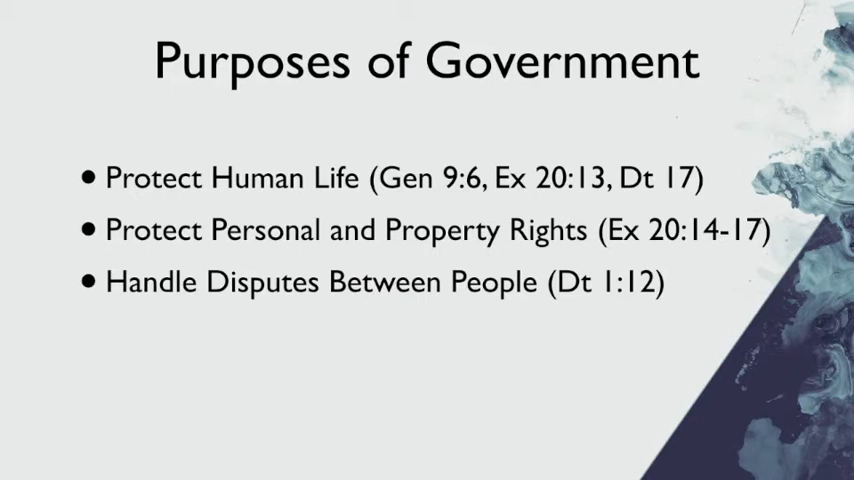 Purposes of Government
• Protect Human Life (Gen 9:6, Ex 20:13, Dt 17)
• Protect Personal and Property Rights (Ex 20:14-17)
• Handle Disputes Between People (Dt 1:12)